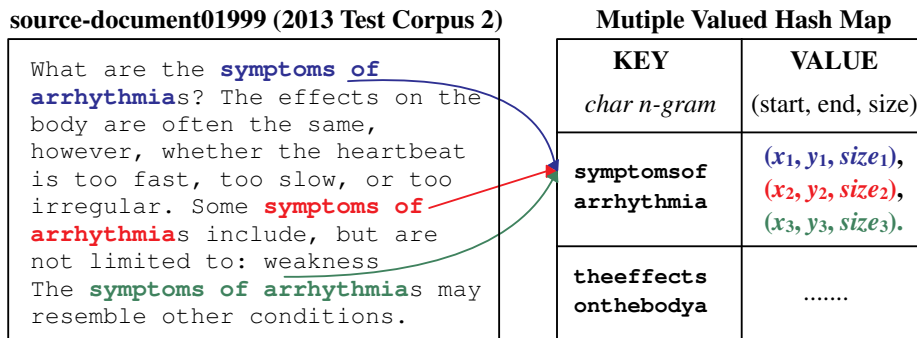 source-document01999 (2013 Test Corpus 2)
What are the symptoms of
arrhythmias? The effects on the
body are often the same,
however, whether the heartbeat
is too fast, too slow, or too
irregular. Some symptoms of
arrhythmias include, but are
not limited to: weakness
The symptoms of arrhythmias may
resemble other conditions.
Mutiple Valued Hash Map
KEY VALUE
char n-gram (start, end, size)
symptomsof
arrhythmia
(x₁, y₁, size₁),
(x₂, y₂, size₂),
(x₃, y₃, size₃).
theeffects
onthebodya
.......